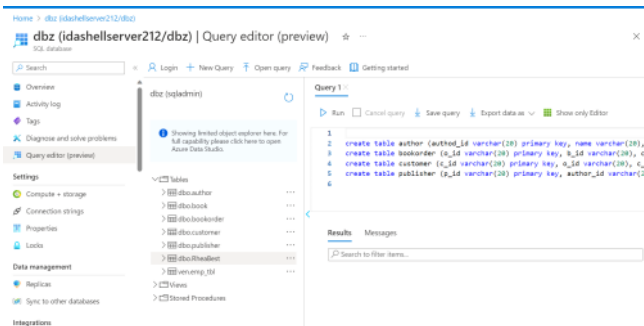 Home > dbz (idashellserver212/dbz)
dbz (idashellserver212/dbz) | Query editor (preview)
SQL database
Search
Login
New Query
Open query
Feedback
Getting started
Overview
Activity log
Tags
Diagnose and solve problems
Query editor (preview)
Settings
Compute + storage
Connection strings
Properties
Locks
Data management
Replicas
Sync to other databases
Integrations
dbz (sqladmin)
Showing limited object explorer here. For
full capability please click here to open
Azure Data Studio.
Tables
dbo.author
dbo.book
dbo.bookorder
dbo.customer
dbo.publisher
dbo.RheaBest
ven.emp_tbl
Views
Stored Procedures
Query 1
Run
Cancel query
Save query
Export data as
Show only Editor
1
2 create table author (authod_id varchar(20) primary key, name varchar(20),
3 create table bookorder (o_id varchar(20) primary key, b_id varchar(20), c
4 create table customer (c_id varchar(20) primary key, o_id varchar(20), c_
5 create table publisher (p_id varchar(20) primary key, author_id varchar(2
6
Results
Messages
Search to filter items...